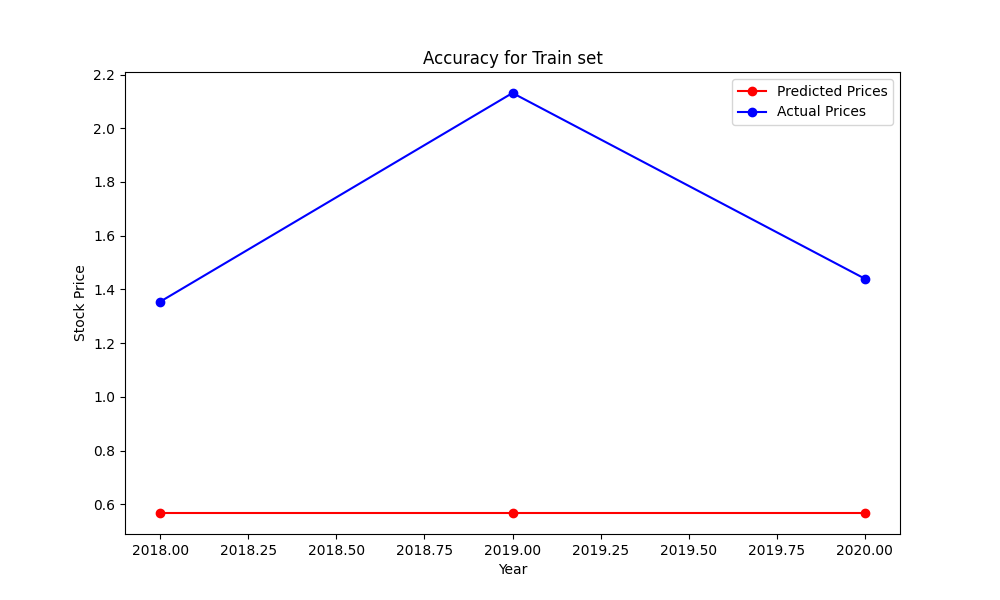 Accuracy for Train set
Predicted Prices
Actual Prices
2.2
2.0
1.8
1.6
1.4
1.2
1.0
0.8
0.6
Stock Price
2018.00 2018.25 2018.50 2018.75 2019.00 2019.25 2019.50 2019.75 2020.00
Year